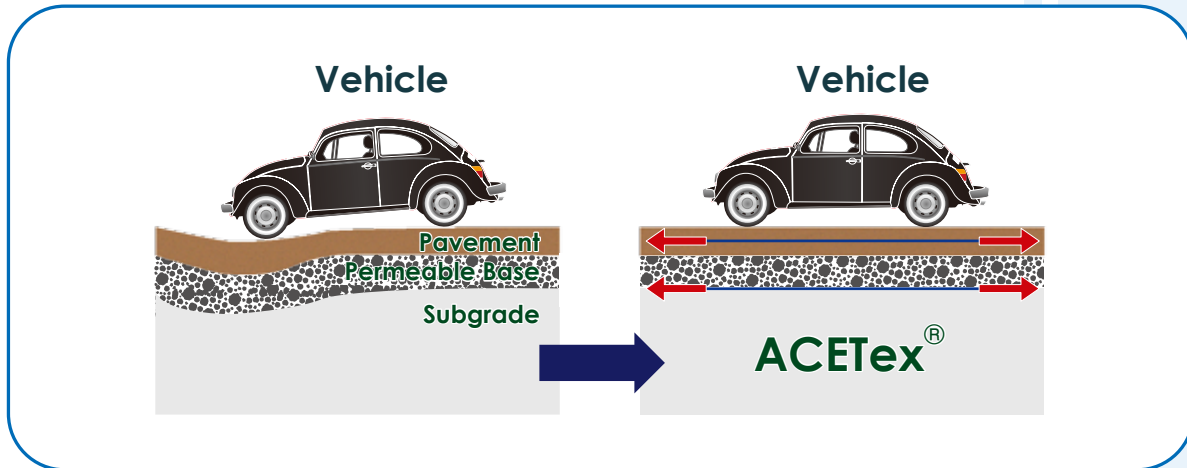 Vehicle
Vehicle
Pavement
Permeable Base
Subgrade
ACETex®